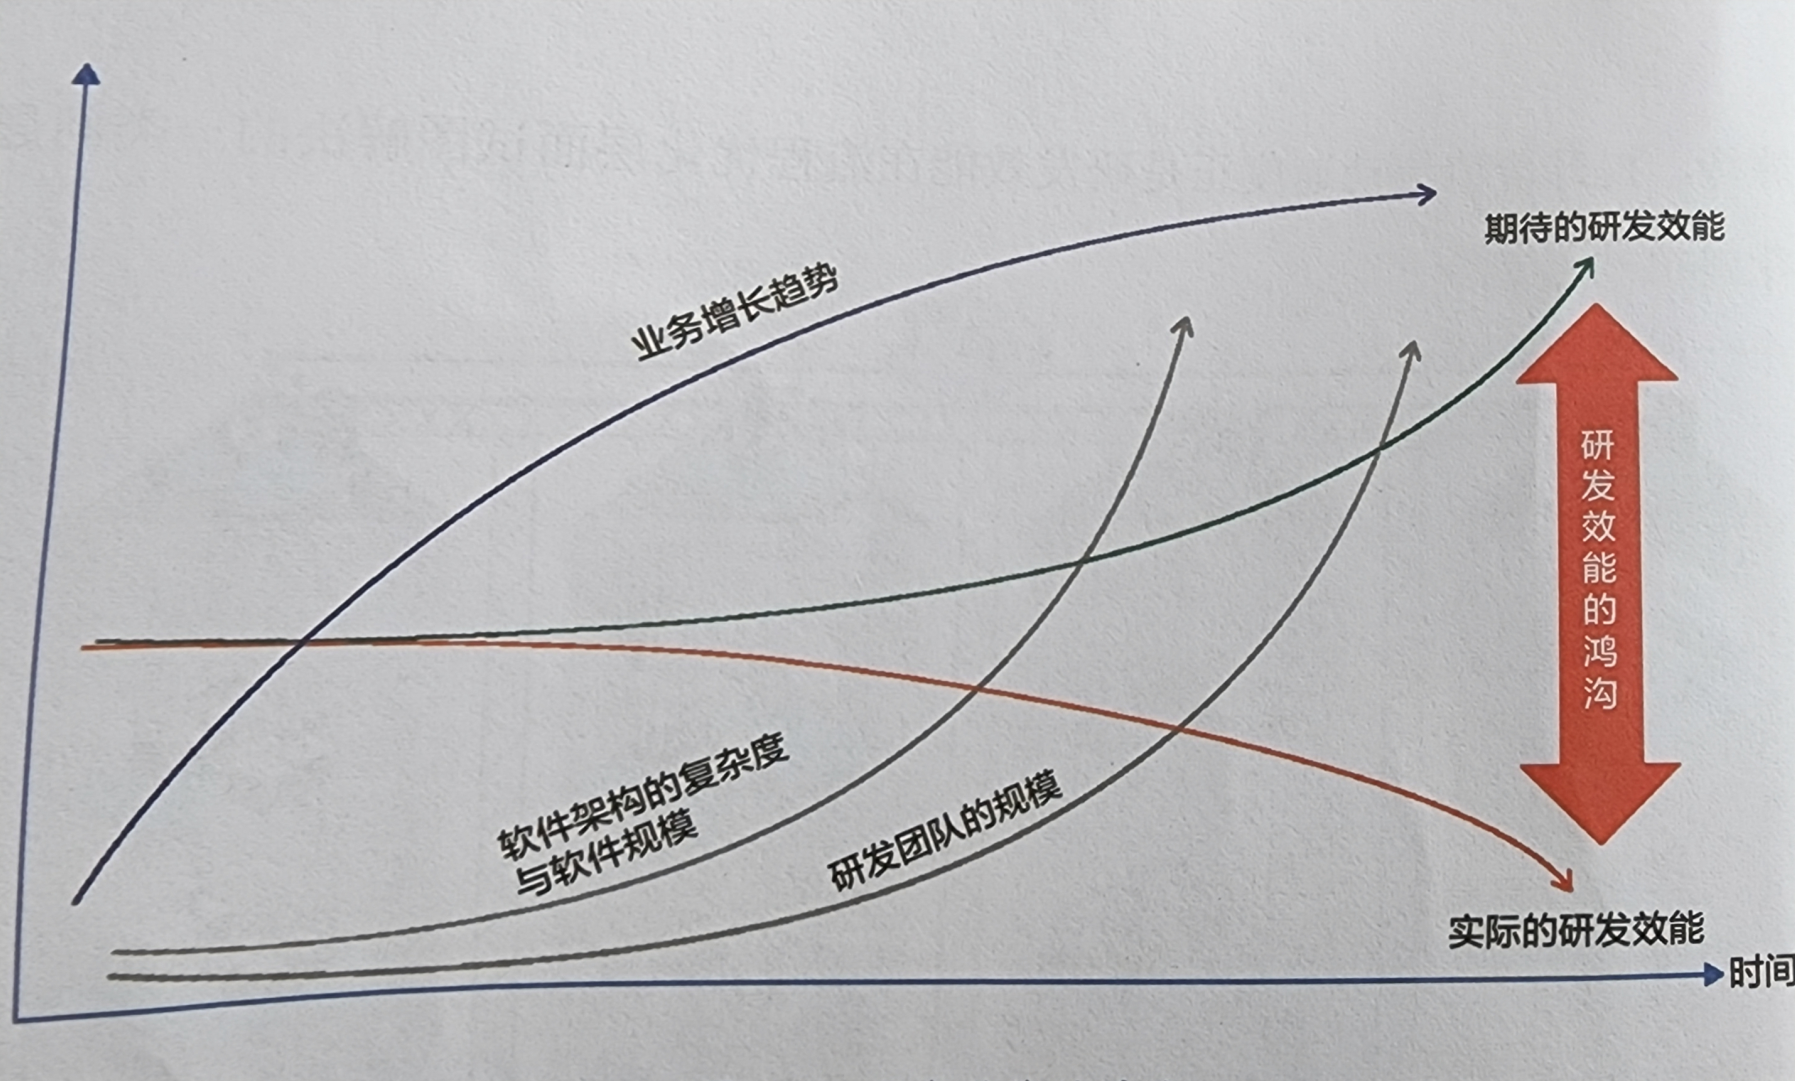 期待的研发效能
业务增长趋势
研发效能的鸿沟
软件架构的复杂度
与软件规模
研发团队的规模
实际的研发效能
时间